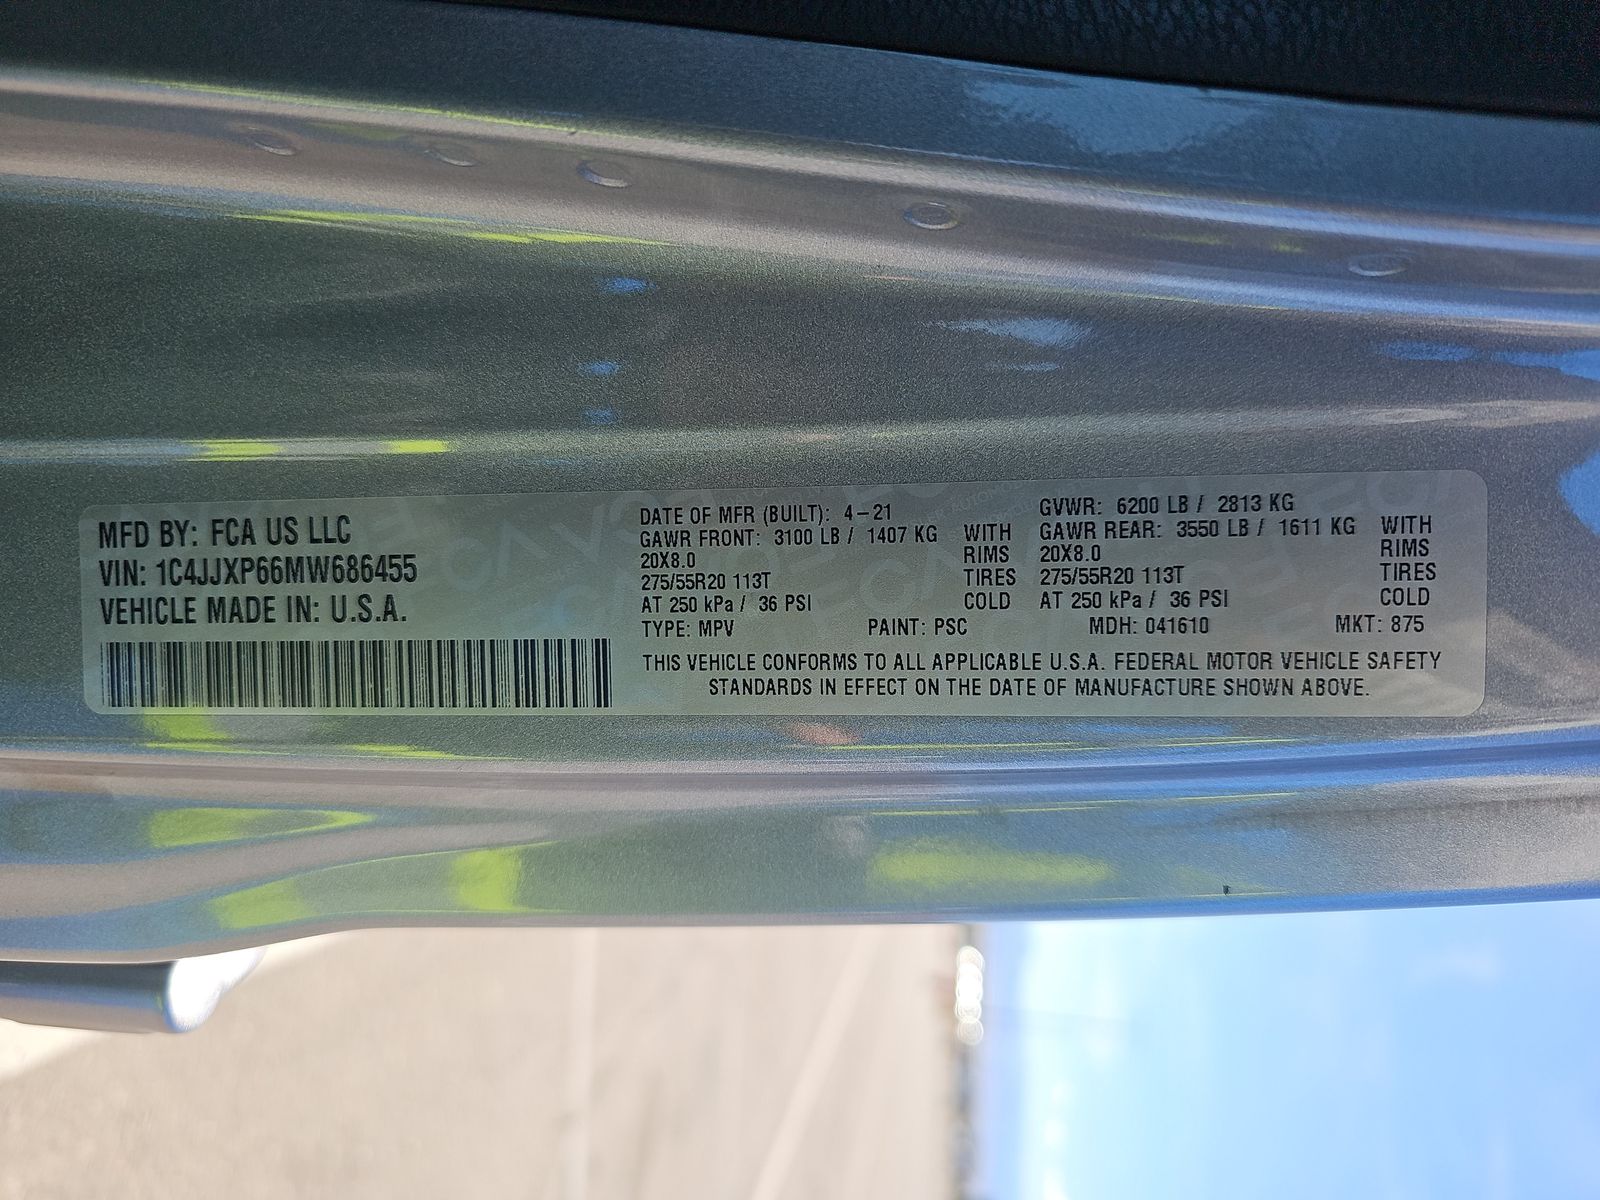 MFD BY: FCA US LLC
VIN: 1C4JJXP66MW686455
VEHICLE MADE IN: U.S.A.
DATE OF MFR (BUILT): 4-21
GAWR FRONT: 3100 LB / 1407 KG WITH
20X8.0 RIMS
275/55R20 113T TIRES
AT 250 kPa / 36 PSI COLD
GVWR: 6200 LB / 2813 KG
GAWR REAR: 3550 LB / 1611 KG WITH
20X8.0 RIMS
275/55R20 113T TIRES
AT 250 kPa / 36 PSI COLD
TYPE: MPV PAINT: PSC MDH: 041610 MKT: 875
THIS VEHICLE CONFORMS TO ALL APPLICABLE U.S.A. FEDERAL MOTOR VEHICLE SAFETY
STANDARDS IN EFFECT ON THE DATE OF MANUFACTURE SHOWN ABOVE.